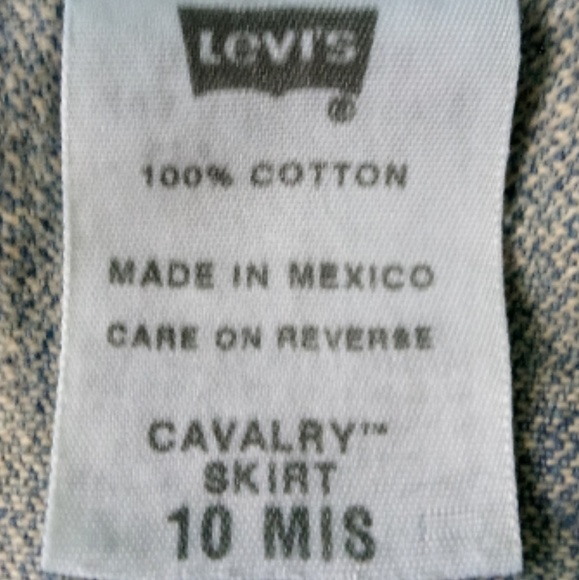 Levi's
®
100% COTTON
MADE IN MEXICO
CARE ON REVERSE
CAVALRY™
SKIRT
10 MIS